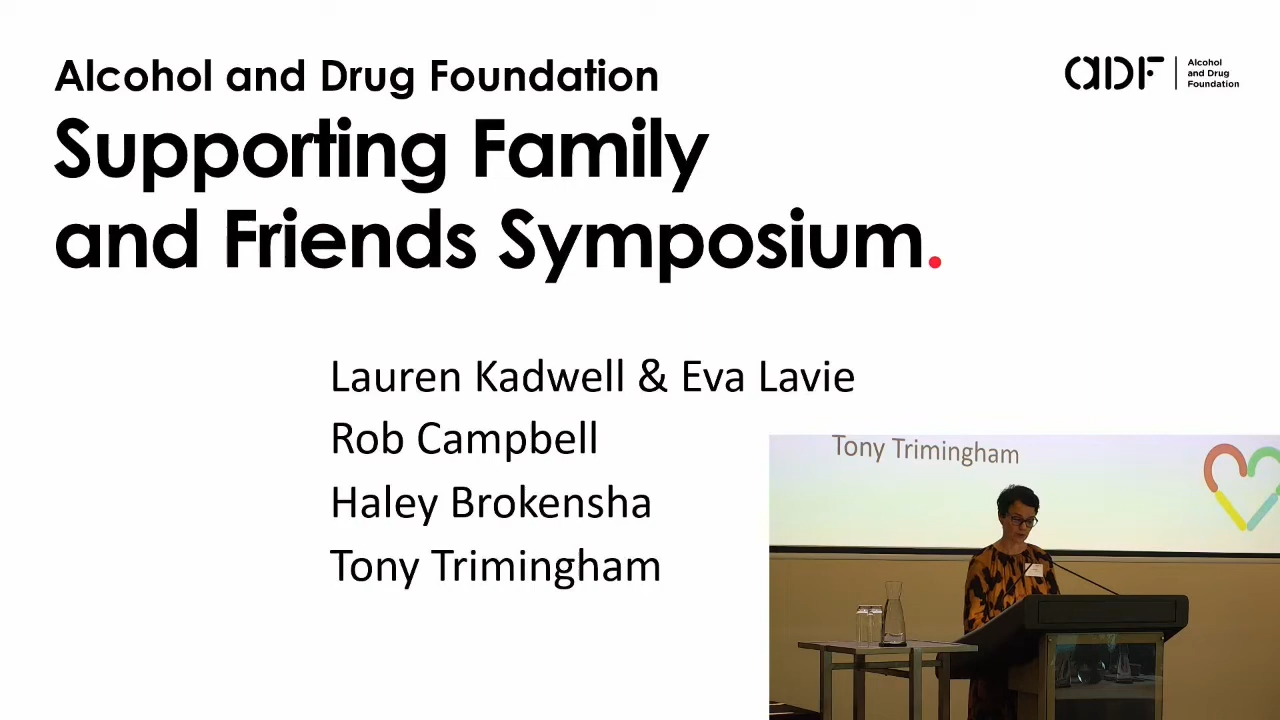 Alcohol and Drug Foundation
Supporting Family
and Friends Symposium.
aDF
Alcohol
and Drug
Foundation
Lauren Kadwell & Eva Lavie
Rob Campbell
Haley Brokensha
Tony Trimingham
Tony Trimingham